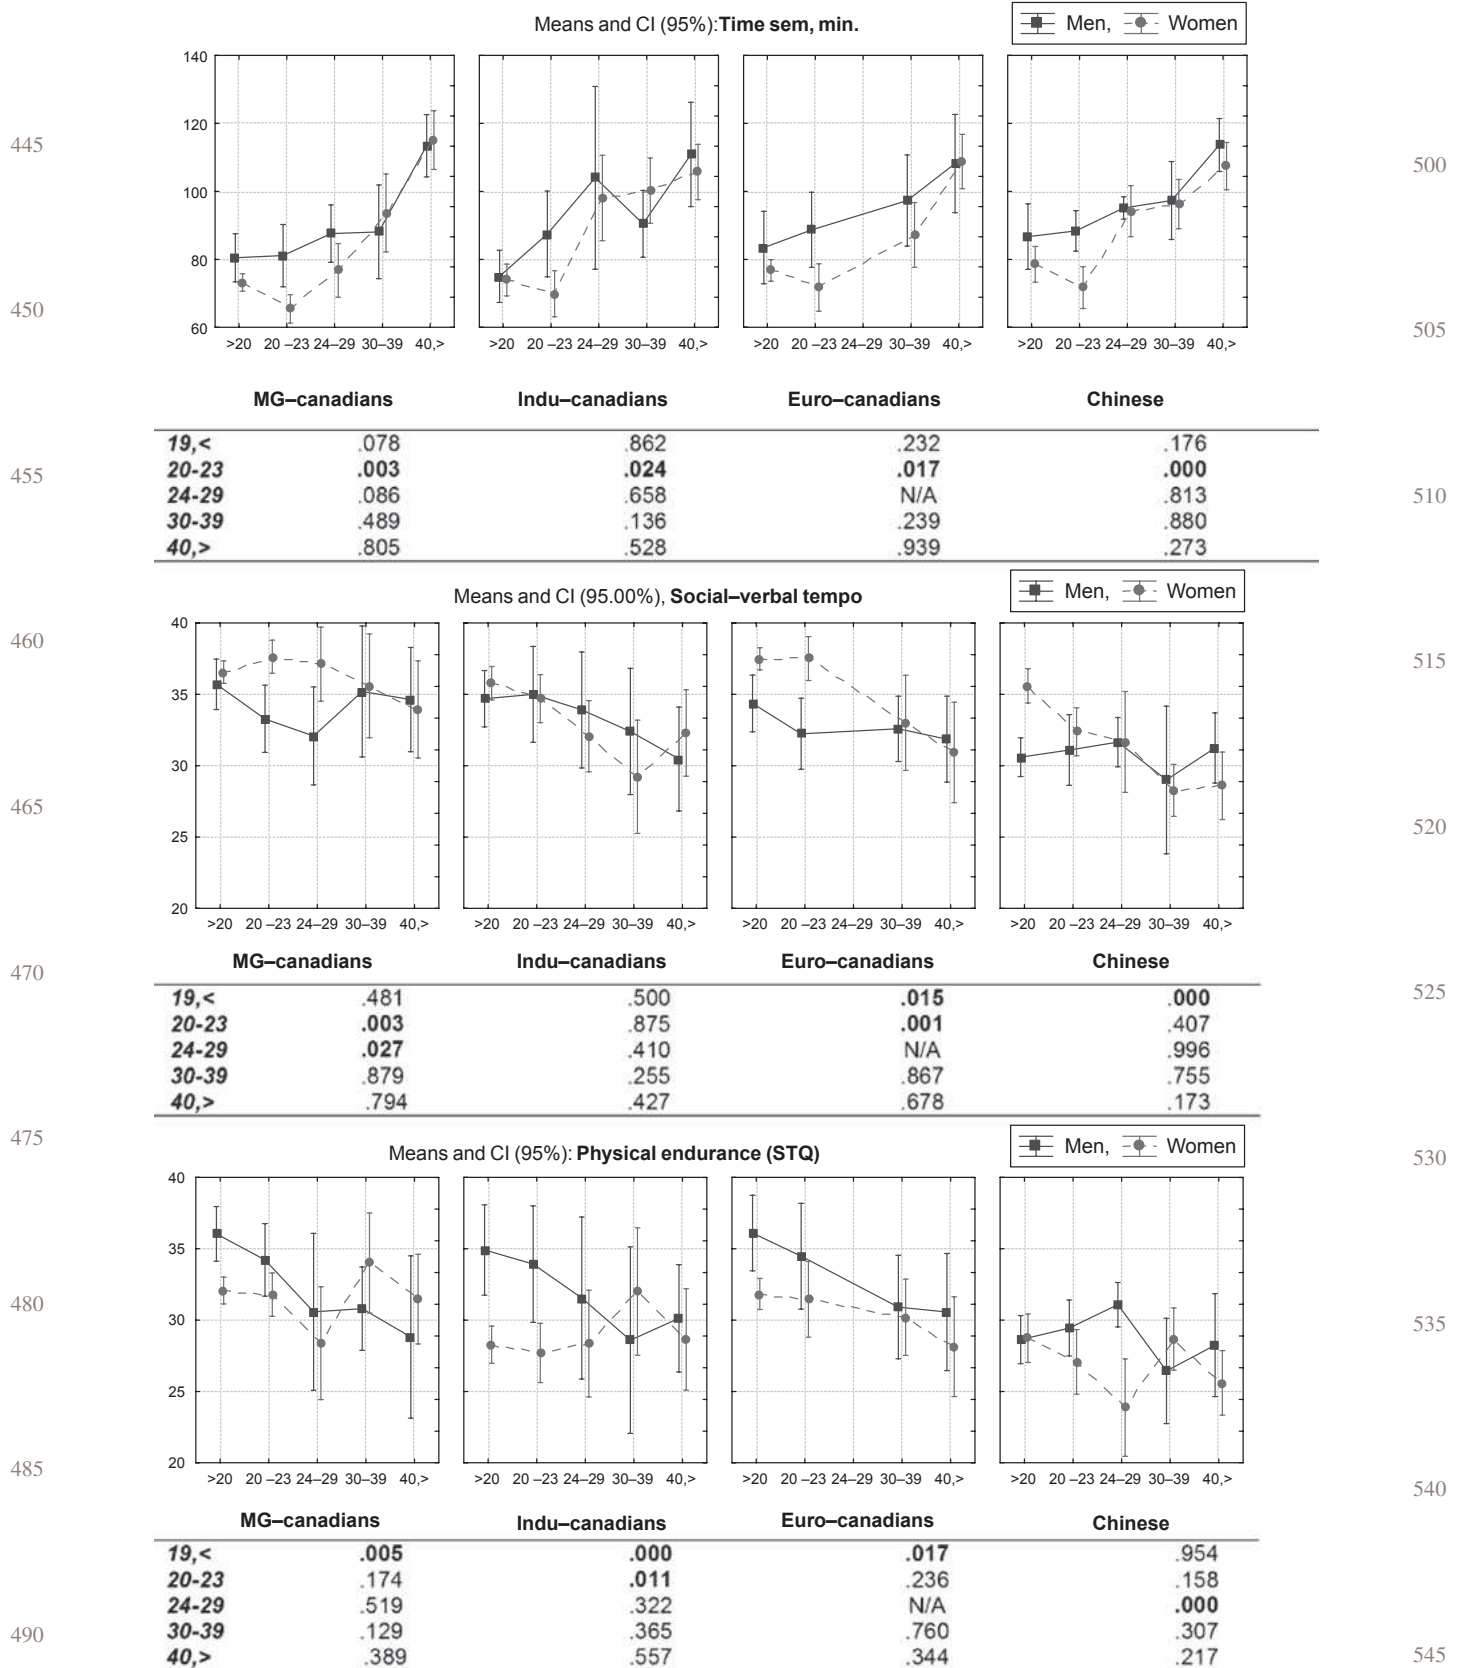 Means and CI (95%):Time sem, min.
Men, Women
140
120
100
80
60
>20 20 –23 24–29 30–39 40,>
>20 20 –23 24–29 30–39 40,>
>20 20 –23 24–29 30–39 40,>
>20 20 –23 24–29 30–39 40,>
445
450
500
505
MG–canadians Indu–canadians Euro–canadians Chinese
19,< .078 .862 .232 .176
20-23 .003 .024 .017 .000
24-29 .086 .658 N/A .813
30-39 .489 .136 .239 .880
40,> .805 .528 .939 .273
455
510
Means and CI (95.00%), Social–verbal tempo
Men, Women
40
35
30
25
20
>20 20 –23 24–29 30–39 40,>
>20 20 –23 24–29 30–39 40,>
>20 20 –23 24–29 30–39 40,>
>20 20 –23 24–29 30–39 40,>
460
465
515
520
MG–canadians Indu–canadians Euro–canadians Chinese
19,< .481 .500 .015 .000
20-23 .003 .875 .001 .407
24-29 .027 .410 N/A .996
30-39 .879 .255 .867 .755
40,> .794 .427 .678 .173
470
525
Means and CI (95%): Physical endurance (STQ)
Men, Women
40
35
30
25
20
>20 20 –23 24–29 30–39 40,>
>20 20 –23 24–29 30–39 40,>
>20 20 –23 24–29 30–39 40,>
>20 20 –23 24–29 30–39 40,>
475
480
485
530
535
540
MG–canadians Indu–canadians Euro–canadians Chinese
19,< .005 .000 .017 .954
20-23 .174 .011 .236 .158
24-29 .519 .322 N/A .000
30-39 .129 .365 .760 .307
40,> .389 .557 .344 .217
490
545